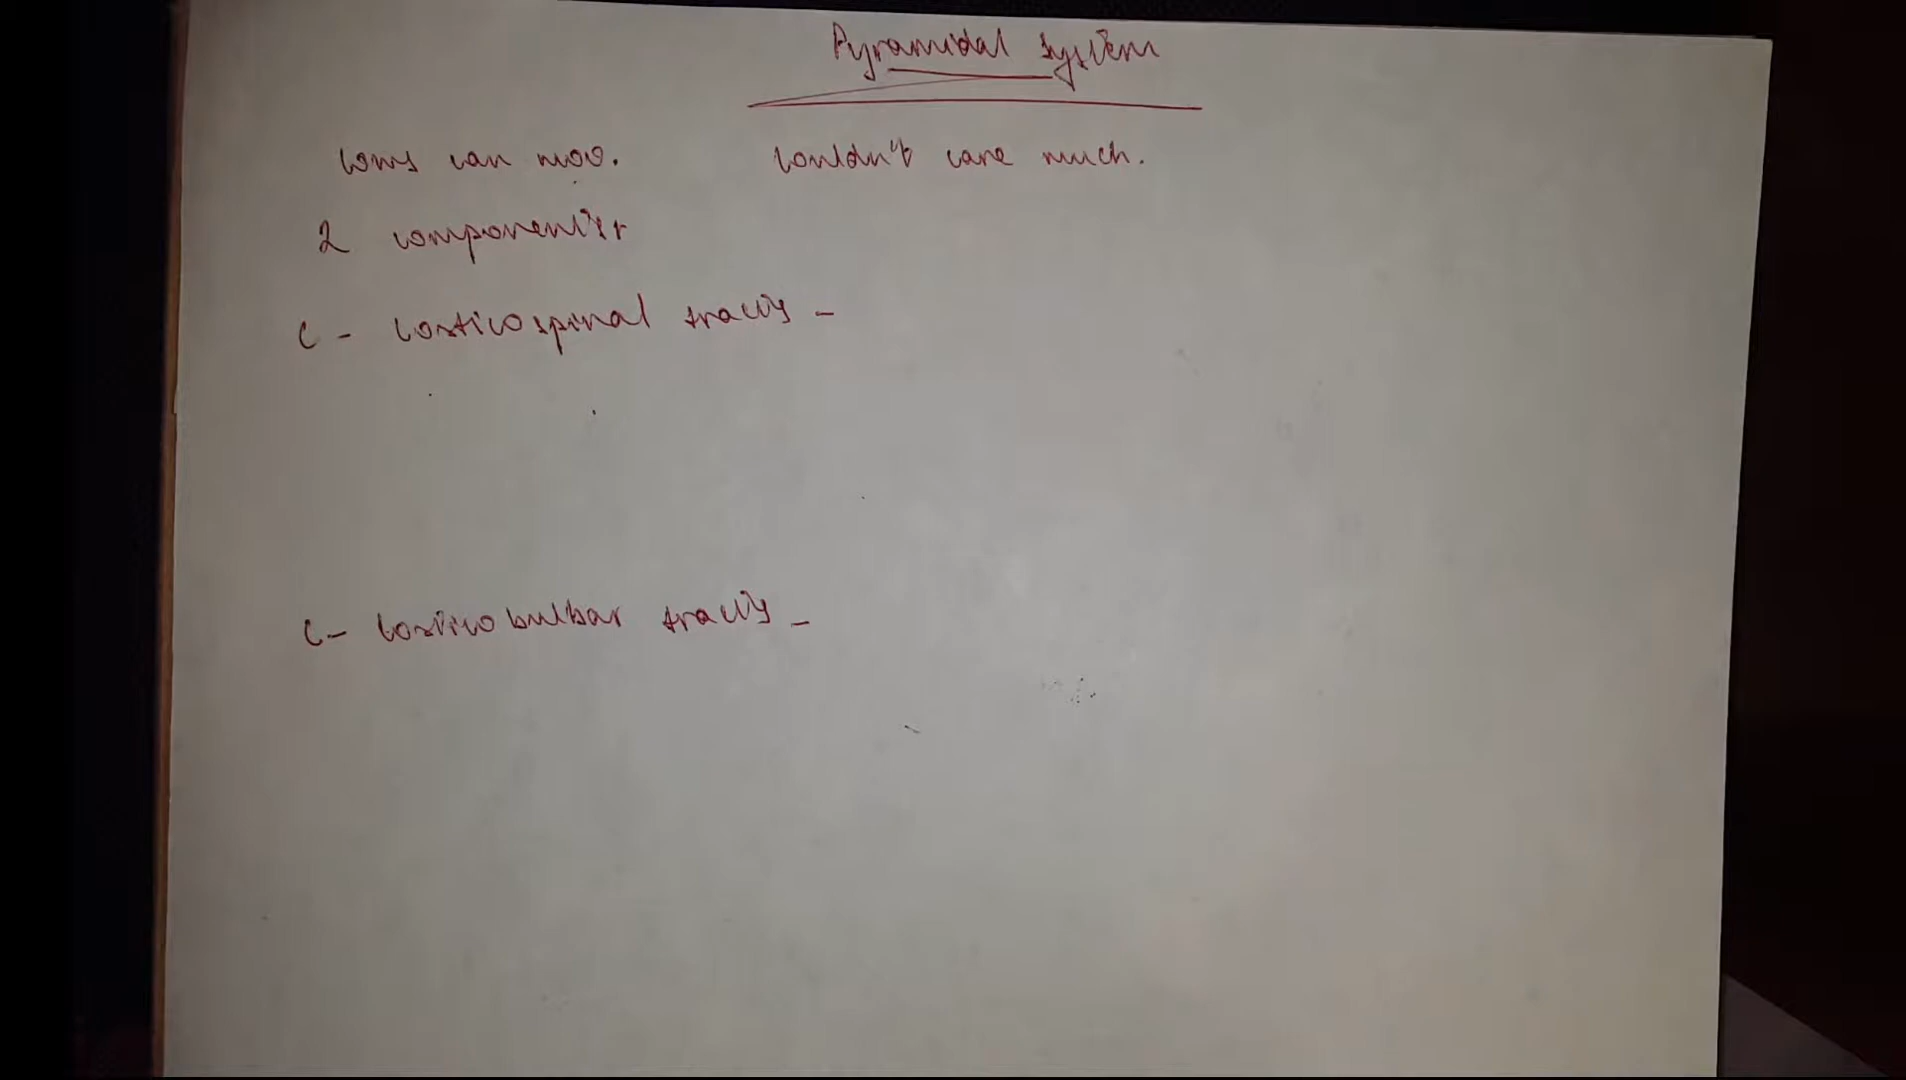 Pyramidal system
Cows can moo. Couldn't care much.
2 components
C - Corticospinal tracts -
C - Corticobulbar tracts -